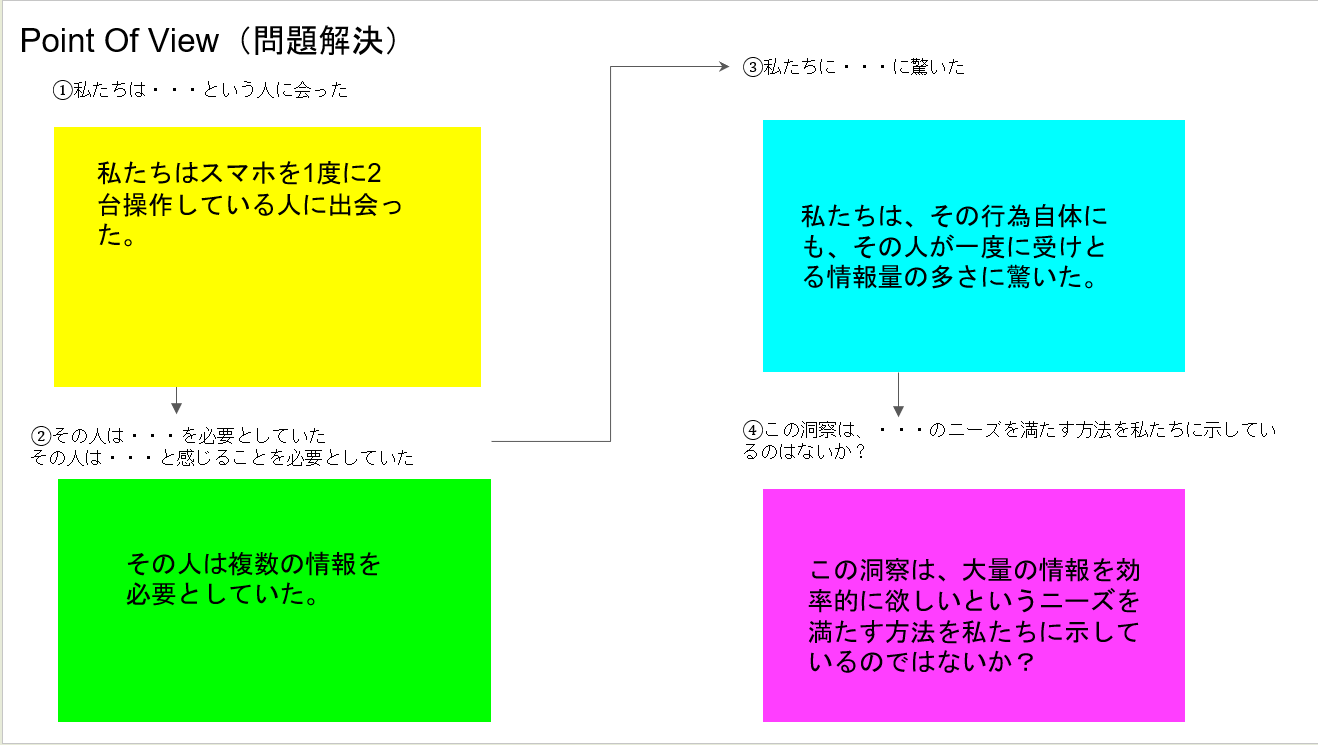 Point Of View（問題解決）
①私たちは・・・という人に会った
私たちはスマホを1度に2
台操作している人に出会っ
た。
②その人は・・・を必要としていた
その人は・・・と感じることを必要としていた
その人は複数の情報を
必要としていた。
③私たちに・・・に驚いた
私たちは、その行為自体に
も、その人が一度に受けと
る情報量の多さに驚いた。
④この洞察は、・・・のニーズを満たす方法を私たちに示してい
るのはないか？
この洞察は、大量の情報を効
率的に欲しいというニーズを
満たす方法を私たちに示して
いるのではないか？